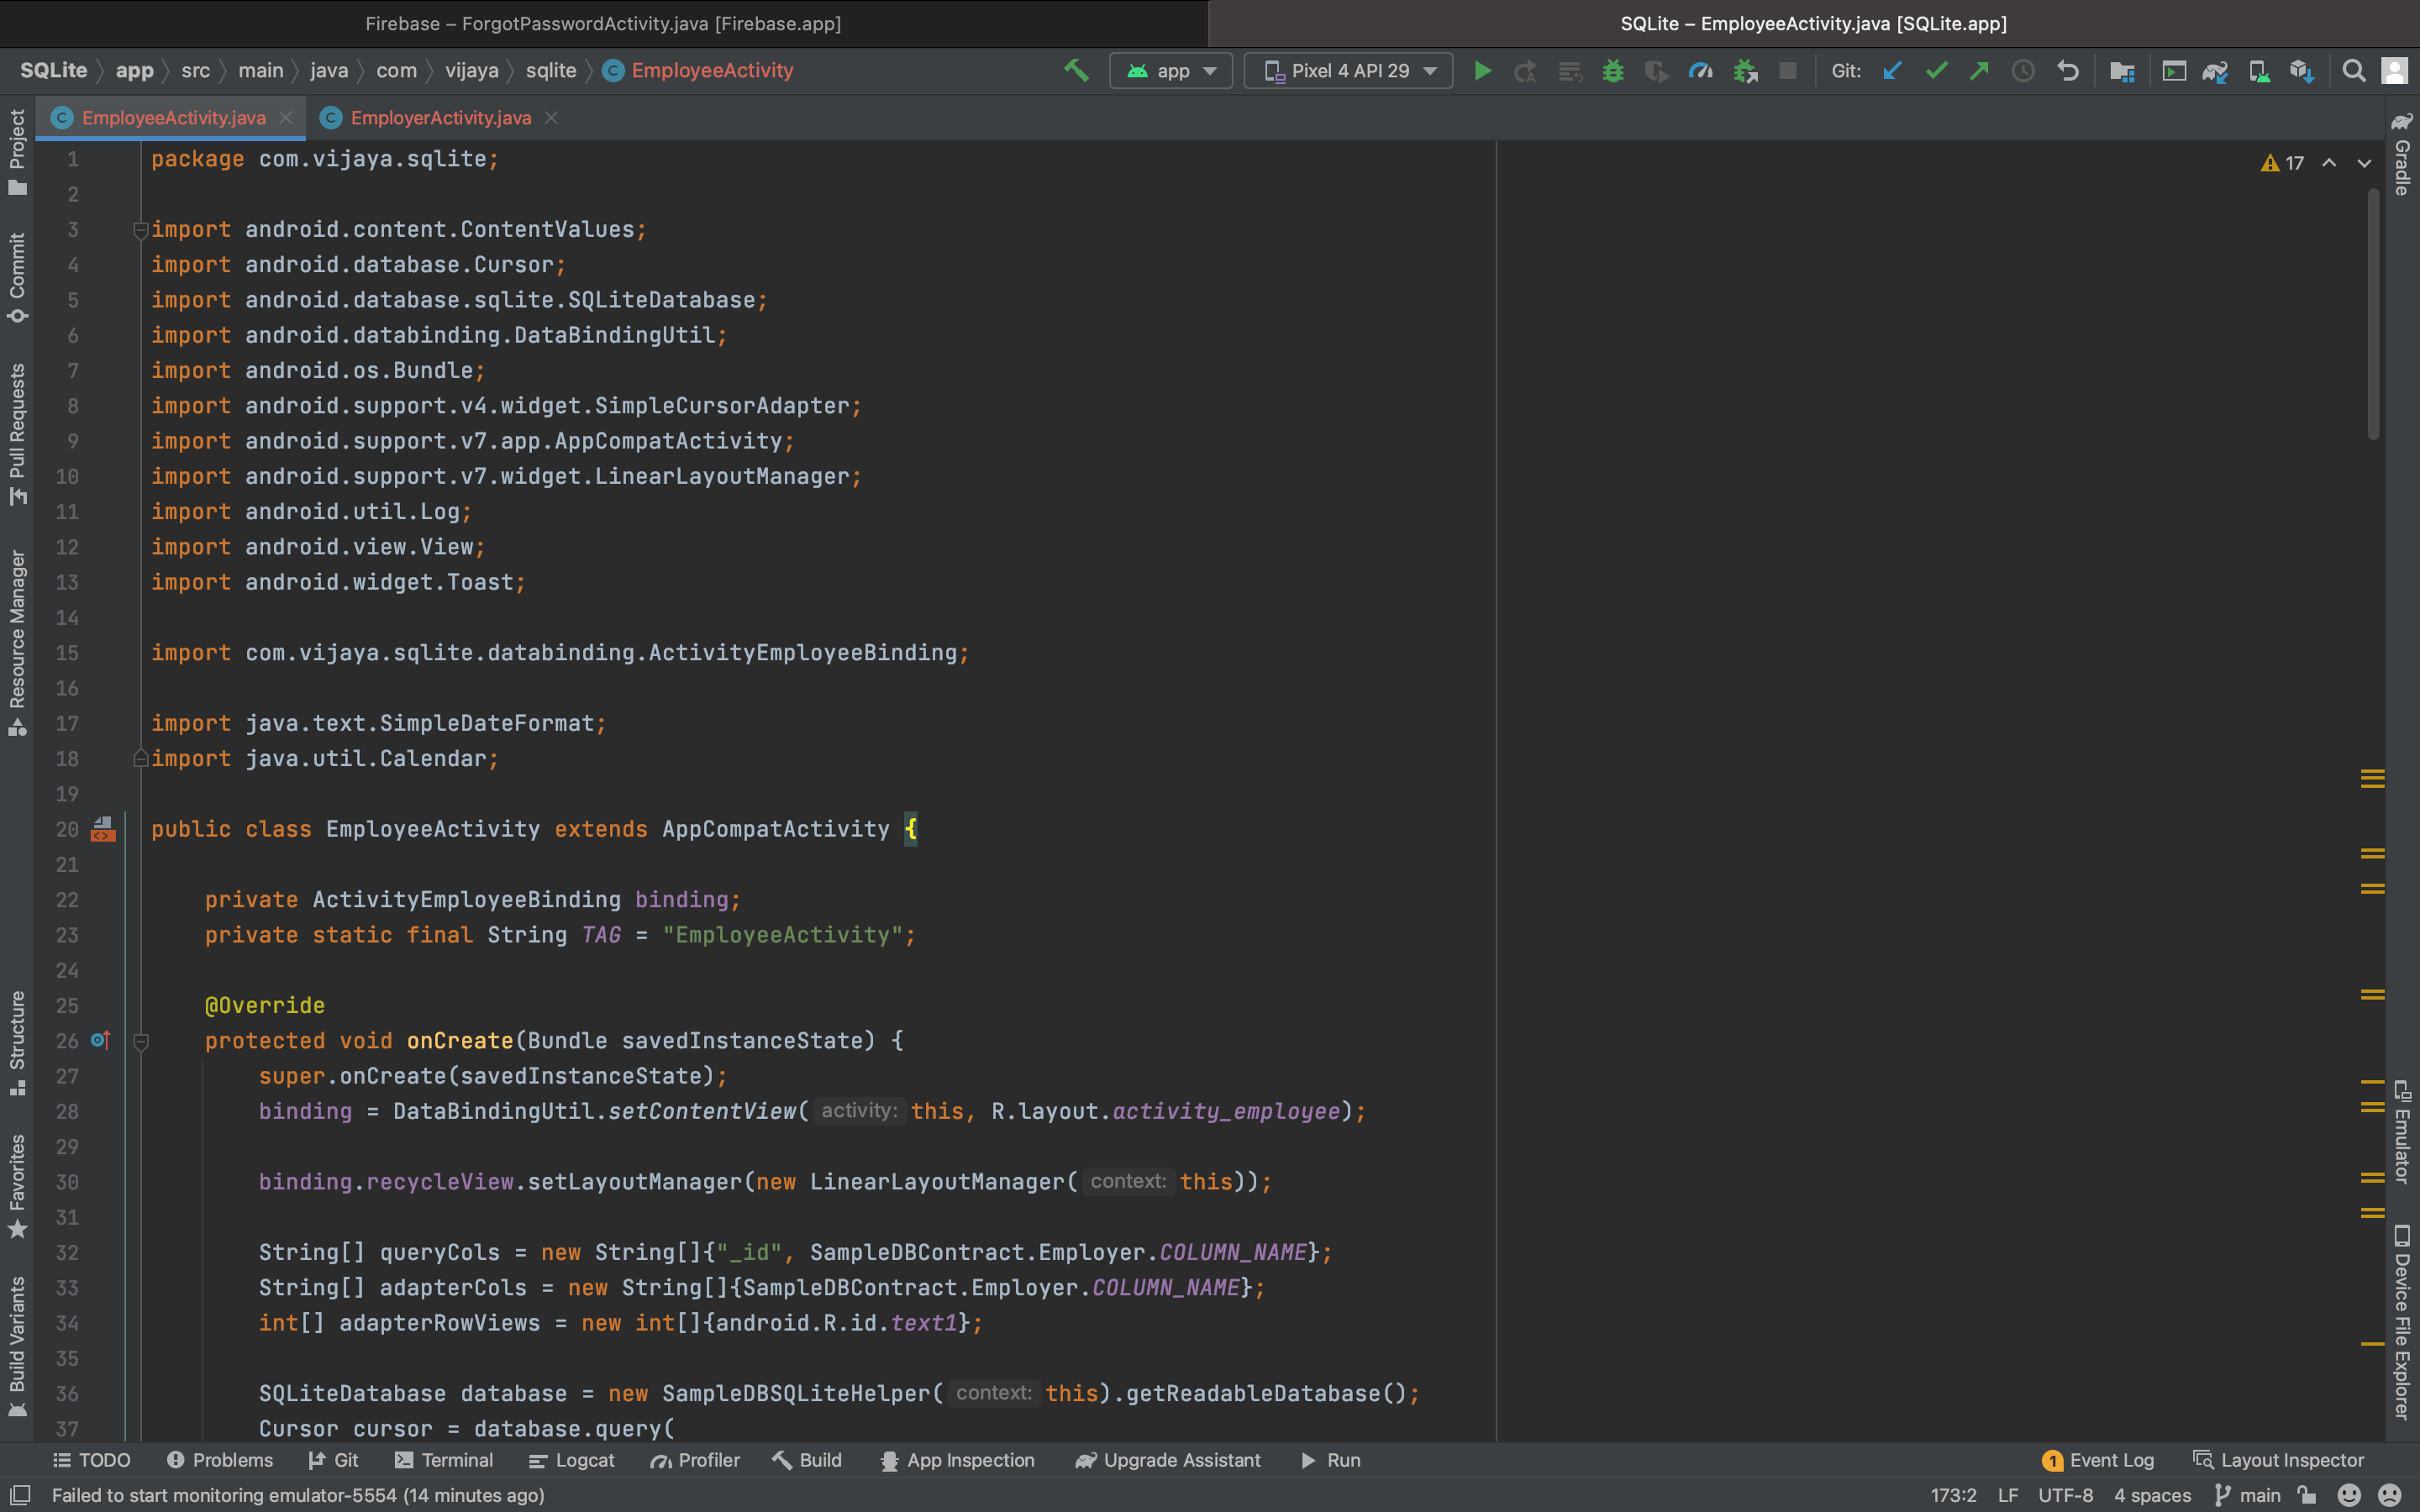 Firebase – ForgotPasswordActivity.java [Firebase.app]
SQLite – EmployeeActivity.java [SQLite.app]
SQLite app src main java com vijaya sqlite EmployeeActivity
app Pixel 4 API 29 Git:
EmployeeActivity.java EmployerActivity.java
17
Project
Commit
Pull Requests
Resource Manager
Structure
Favorites
Build Variants
1 package com.vijaya.sqlite;
2
3 import android.content.ContentValues;
4 import android.database.Cursor;
5 import android.database.sqlite.SQLiteDatabase;
6 import android.databinding.DataBindingUtil;
7 import android.os.Bundle;
8 import android.support.v4.widget.SimpleCursorAdapter;
9 import android.support.v7.app.AppCompatActivity;
10 import android.support.v7.widget.LinearLayoutManager;
11 import android.util.Log;
12 import android.view.View;
13 import android.widget.Toast;
14
15 import com.vijaya.sqlite.databinding.ActivityEmployeeBinding;
16
17 import java.text.SimpleDateFormat;
18 import java.util.Calendar;
19
20 public class EmployeeActivity extends AppCompatActivity {
21
22 private ActivityEmployeeBinding binding;
23 private static final String TAG = "EmployeeActivity";
24
25 @Override
26 protected void onCreate(Bundle savedInstanceState) {
27 super.onCreate(savedInstanceState);
28 binding = DataBindingUtil.setContentView( activity: this, R.layout.activity_employee);
29
30 binding.recycleView.setLayoutManager(new LinearLayoutManager( context: this));
31
32 String[] queryCols = new String[]{"_id", SampleDBContract.Employer.COLUMN_NAME};
33 String[] adapterCols = new String[]{SampleDBContract.Employer.COLUMN_NAME};
34 int[] adapterRowViews = new int[]{android.R.id.text1};
35
36 SQLiteDatabase database = new SampleDBSQLiteHelper( context: this).getReadableDatabase();
37 Cursor cursor = database.query(
Gradle
Emulator
Device File Explorer
TODO Problems Git Terminal Logcat Profiler Build App Inspection Upgrade Assistant Run 1 Event Log Layout Inspector
Failed to start monitoring emulator-5554 (14 minutes ago) 173:2 LF UTF-8 4 spaces main